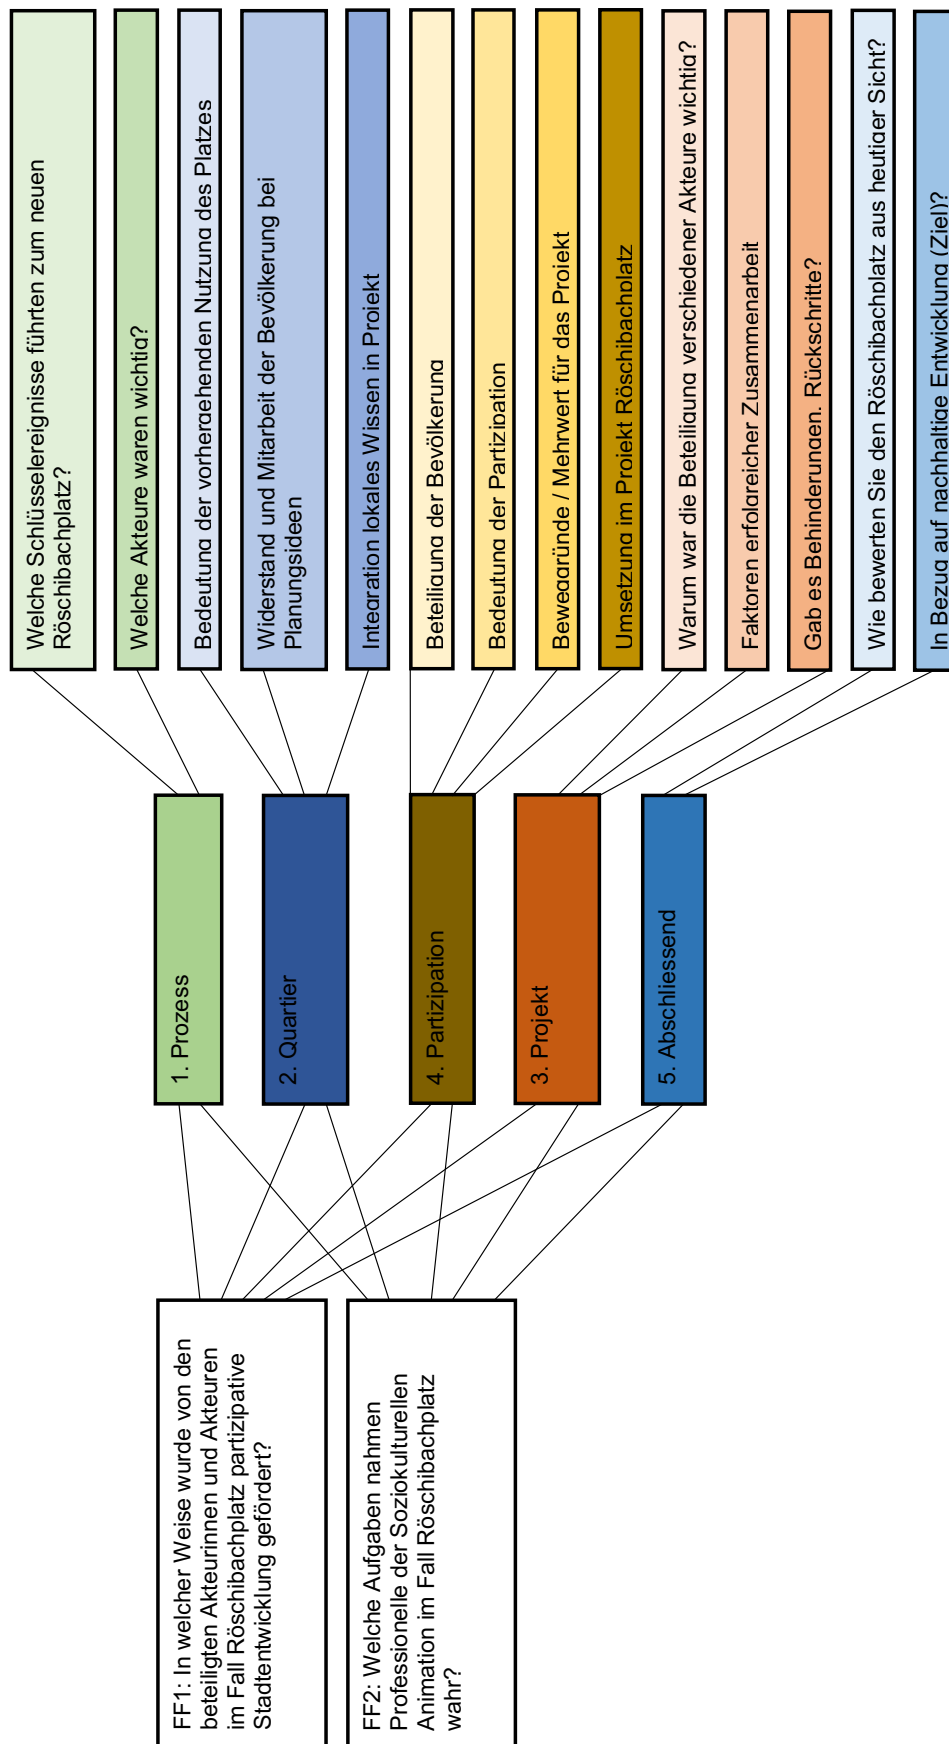 FF1: In welcher Weise wurde von den
beteiligten Akteurinnen und Akteuren
im Fall Röschibachplatz partizipative
Stadtentwicklung gefördert?
FF2: Welche Aufgaben nahmen
Professionelle der Soziokulturellen
Animation im Fall Röschibachplatz
wahr?
1. Prozess
2. Quartier
4. Partizipation
3. Projekt
5. Abschliessend
Welche Schlüsselereignisse führten zum neuen
Röschibachplatz?
Welche Akteure waren wichtig?
Bedeutung der vorhergehenden Nutzung des Platzes
Widerstand und Mitarbeit der Bevölkerung bei
Planungsideen
Integration lokales Wissen in Projekt
Beteiligung der Bevölkerung
Bedeutung der Partizipation
Beweggründe / Mehrwert für das Projekt
Umsetzung im Projekt Röschibachplatz
Warum war die Beteiligung verschiedener Akteure wichtig?
Faktoren erfolgreicher Zusammenarbeit
Gab es Behinderungen, Rückschritte?
Wie bewerten Sie den Röschibachplatz aus heutiger Sicht?
In Bezug auf nachhaltige Entwicklung (Ziel)?